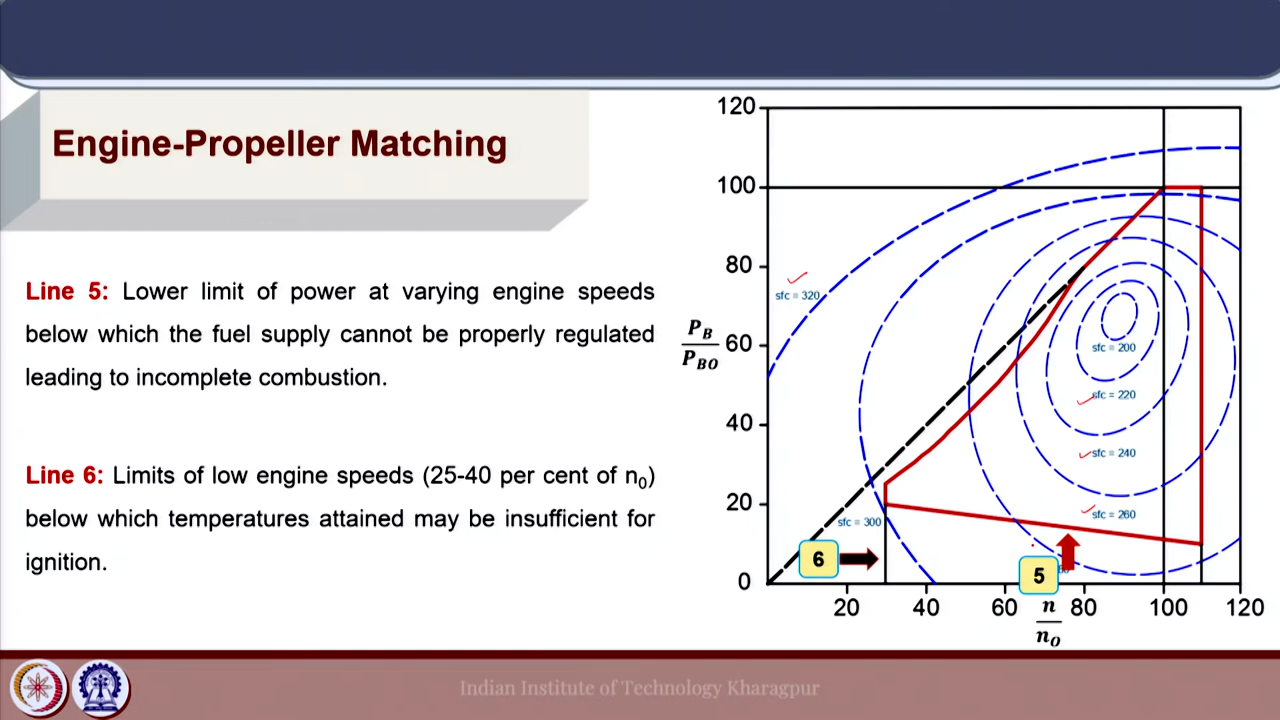 Engine-Propeller Matching
Line 5: Lower limit of power at varying engine speeds
below which the fuel supply cannot be properly regulated
leading to incomplete combustion.
Line 6: Limits of low engine speeds (25-40 per cent of n0)
below which temperatures attained may be insufficient for
ignition.
120
100
80
60
40
20
0
PB
PBO
sfc = 320
sfc = 200
sfc = 220
sfc = 240
sfc = 260
sfc = 300
6
5
20 40 60 80 100 120
n
nO
Indian Institute of Technology Kharagpur